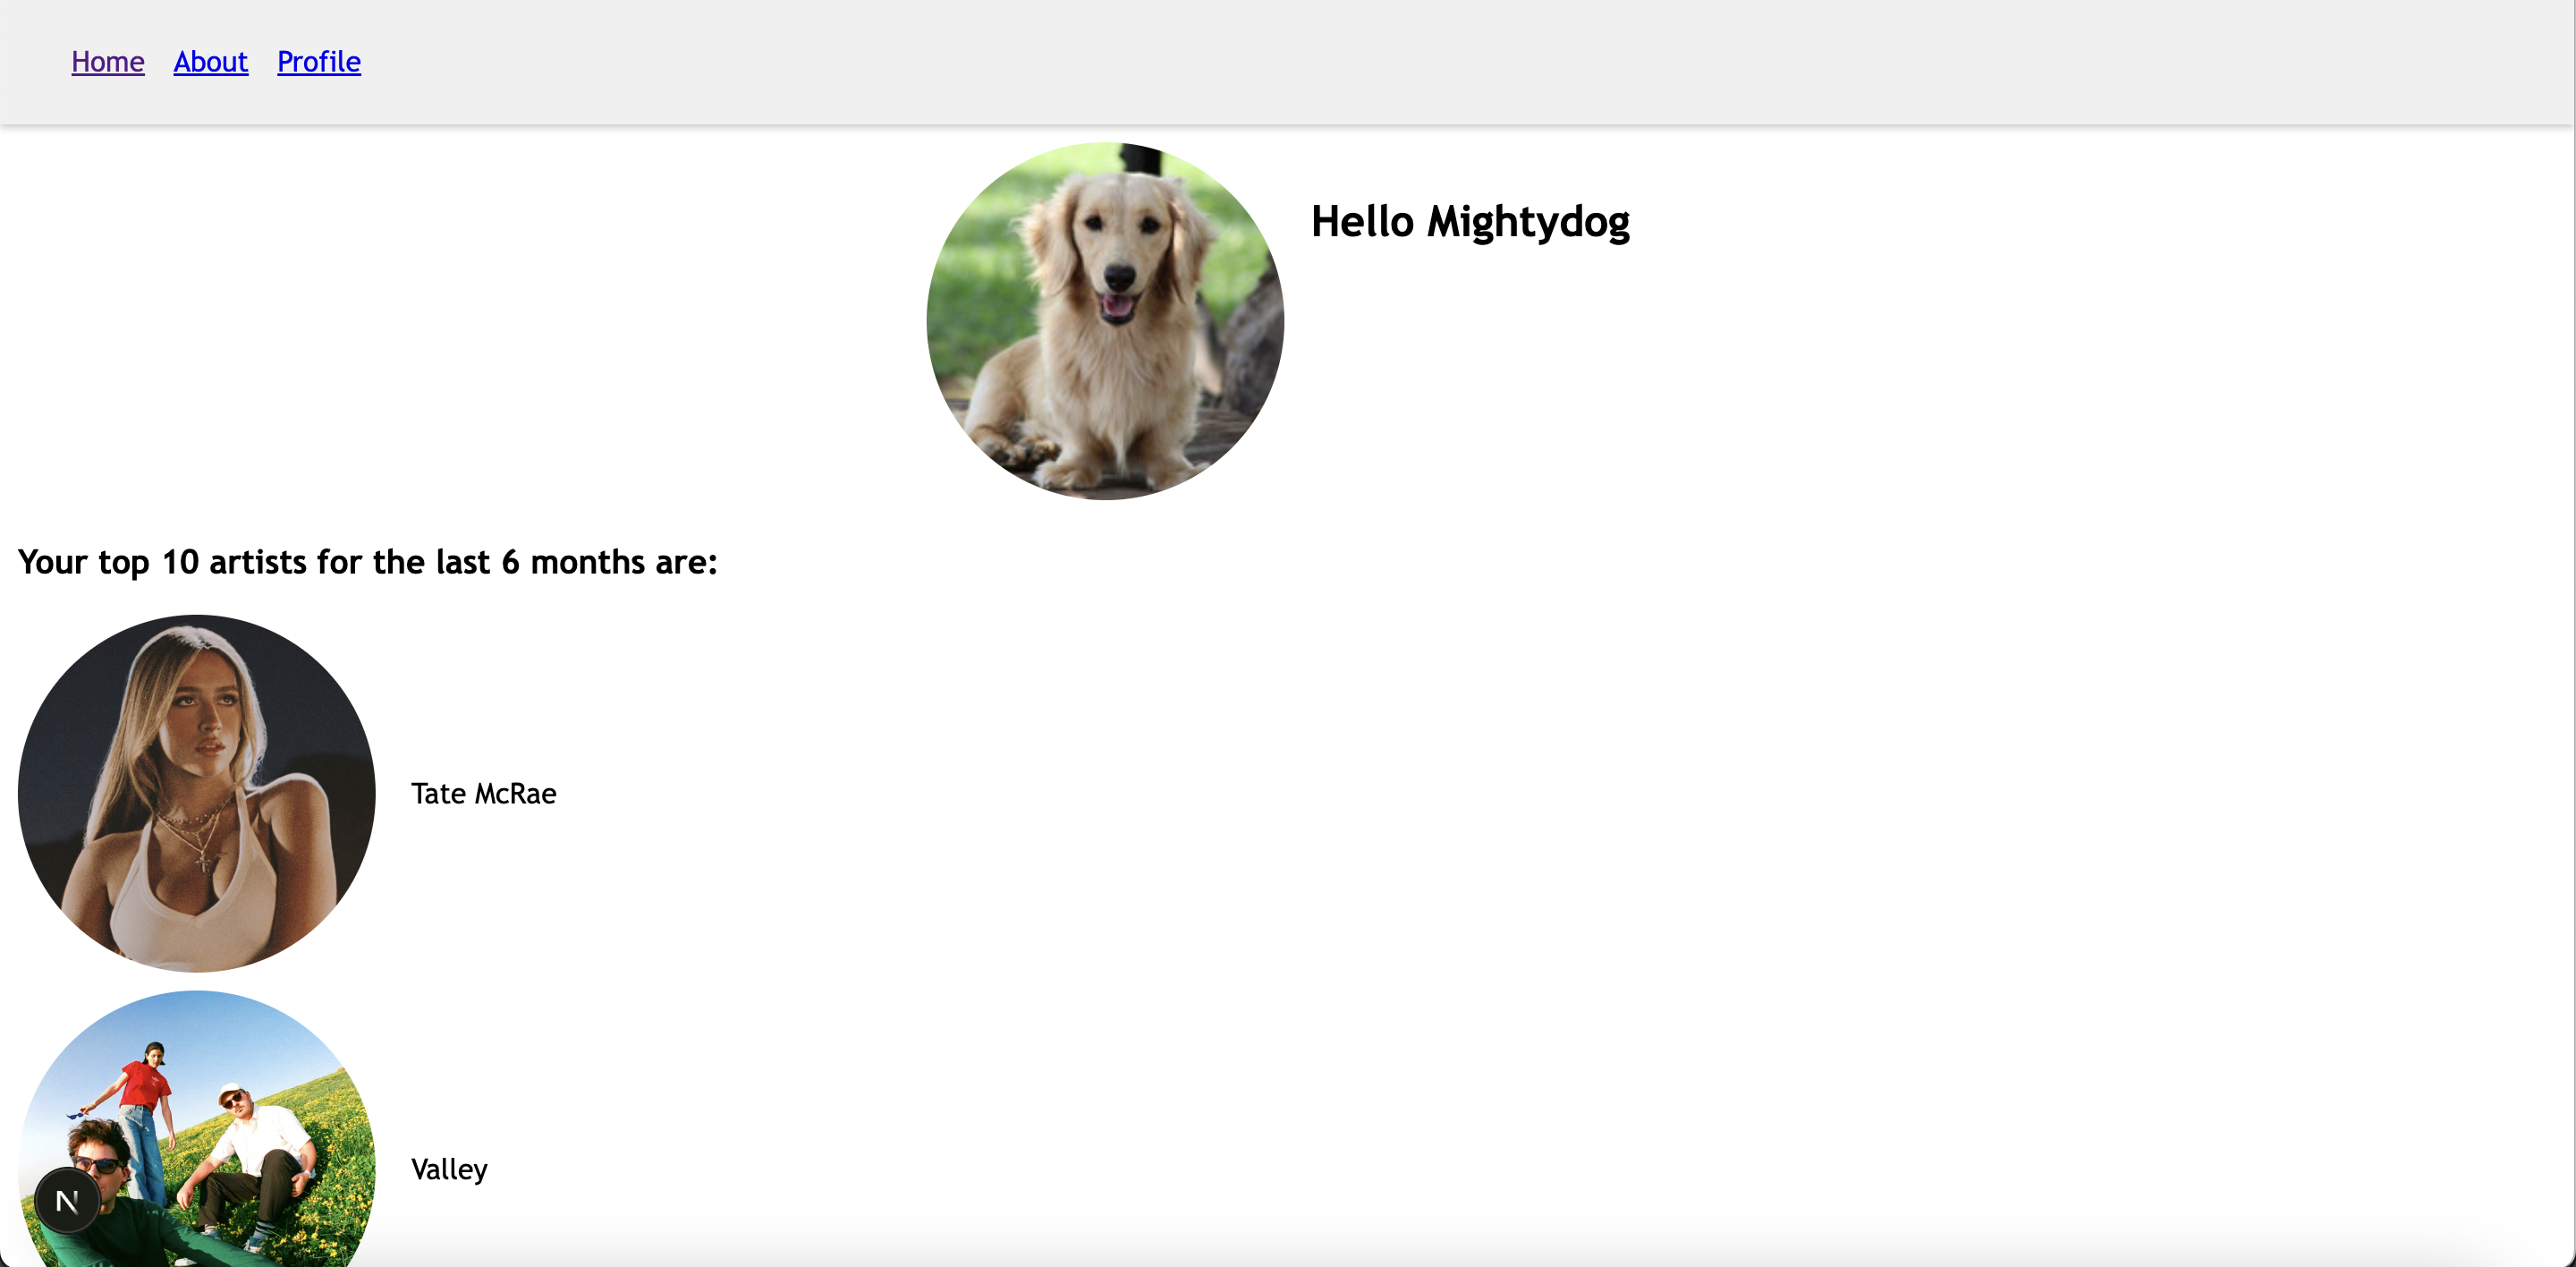 Home About Profile
Hello Mightydog
Your top 10 artists for the last 6 months are:
Tate McRae
Valley
N